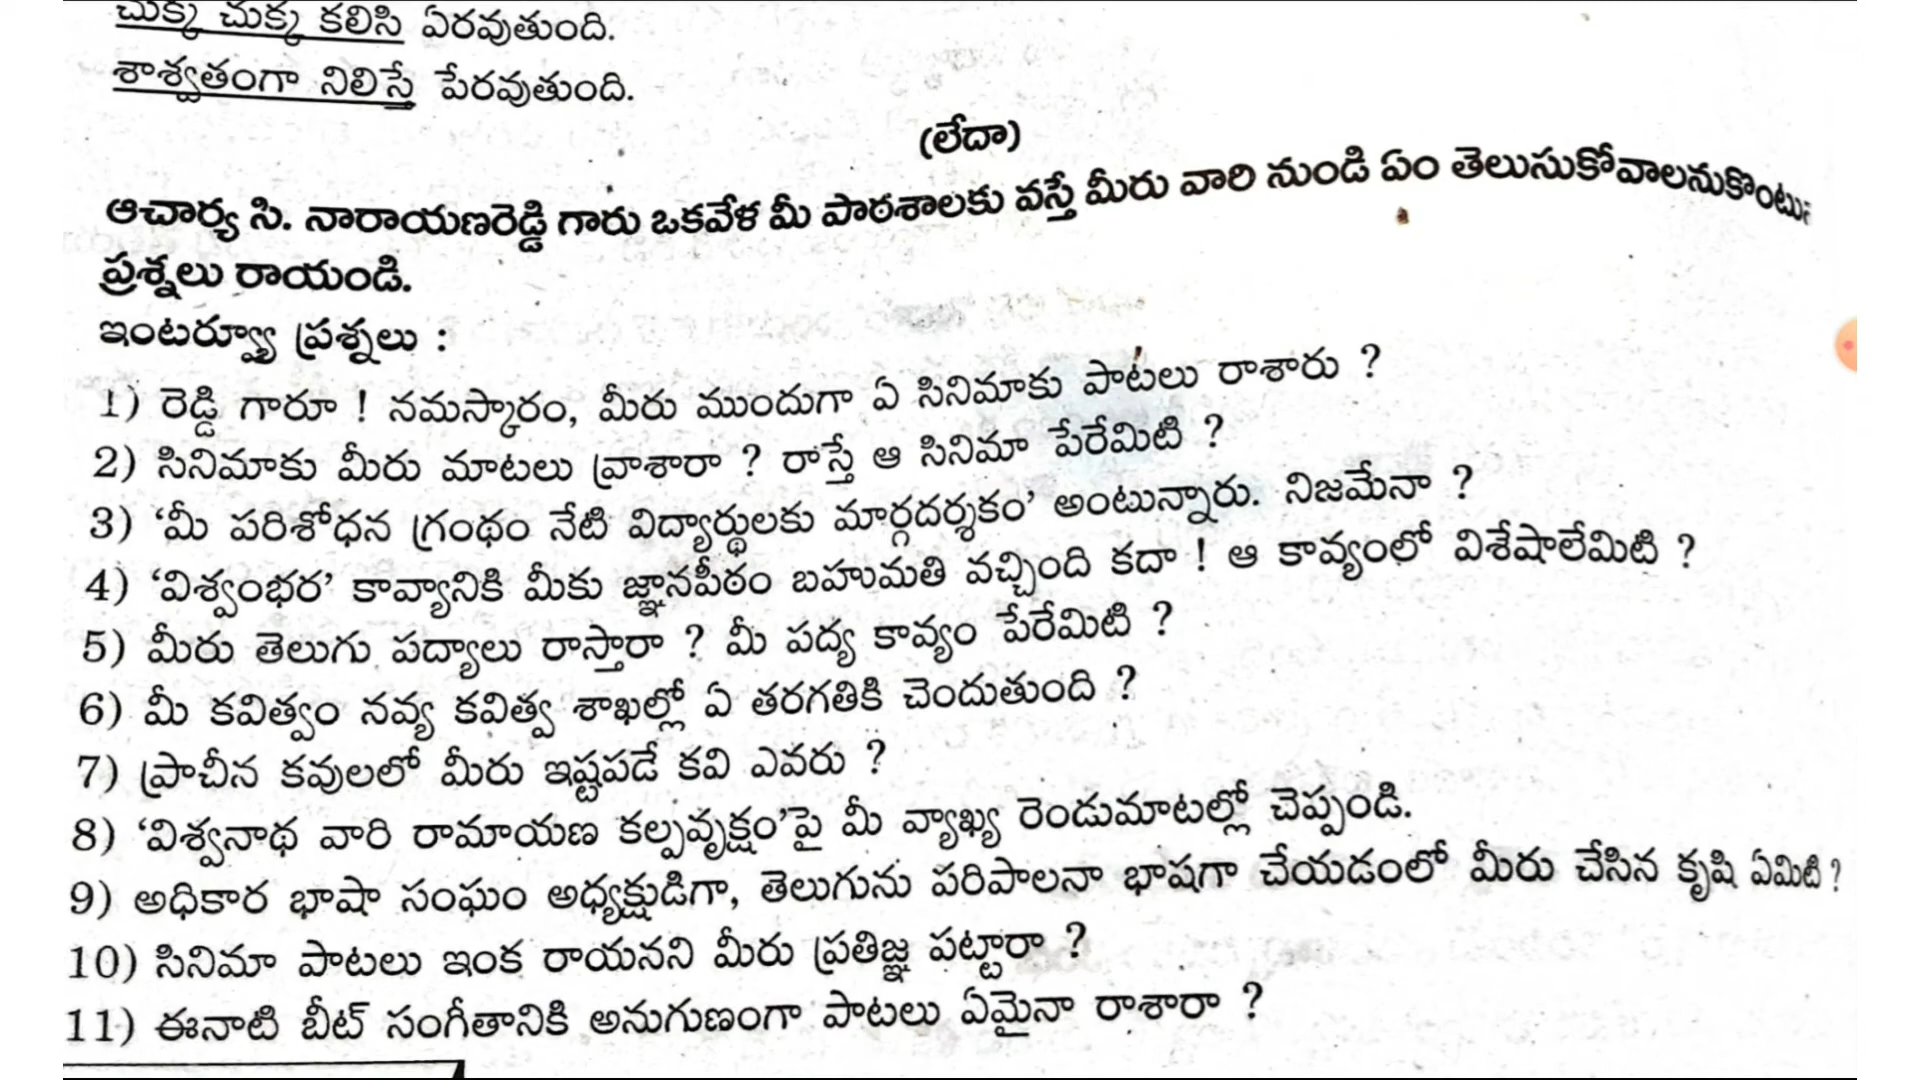 చుక్క చుక్క కలిసి ఏరవుతుంది.
శాశ్వతంగా నిలిస్తే పేరవుతుంది.
(లేదా)
ఆచార్య సి. నారాయణరెడ్డి గారు ఒకవేళ మీ పాఠశాలకు వస్తే మీరు వారి నుండి ఏం తెలుసుకోవాలనుకొంటు
ప్రశ్నలు రాయండి.
ఇంటర్వ్యూ ప్రశ్నలు :
1) రెడ్డి గారూ ! నమస్కారం, మీరు ముందుగా ఏ సినిమాకు పాటలు రాశారు ?
2) సినిమాకు మీరు మాటలు వ్రాశారా ? రాస్తే ఆ సినిమా పేరేమిటి ?
3) ‘మీ పరిశోధన గ్రంథం నేటి విద్యార్థులకు మార్గదర్శకం’ అంటున్నారు. నిజమేనా ?
4) ‘విశ్వంభర’ కావ్యానికి మీకు జ్ఞానపీఠం బహుమతి వచ్చింది కదా ! ఆ కావ్యంలో విశేషాలేమిటి ?
5) మీరు తెలుగు పద్యాలు రాస్తారా ? మీ పద్య కావ్యం పేరేమిటి ?
6) మీ కవిత్వం నవ్య కవిత్వ శాఖల్లో ఏ తరగతికి చెందుతుంది ?
7) ప్రాచీన కవులలో మీరు ఇష్టపడే కవి ఎవరు ?
8) ‘విశ్వనాథ వారి రామాయణ కల్పవృక్షం’పై మీ వ్యాఖ్య రెండుమాటల్లో చెప్పండి.
9) అధికార భాషా సంఘం అధ్యక్షుడిగా, తెలుగును పరిపాలనా భాషగా చేయడంలో మీరు చేసిన కృషి ఏమిటి ?
10) సినిమా పాటలు ఇంక రాయనని మీరు ప్రతిజ్ఞ పట్టారా ?
11) ఈనాటి బీట్ సంగీతానికి అనుగుణంగా పాటలు ఏమైనా రాశారా ?